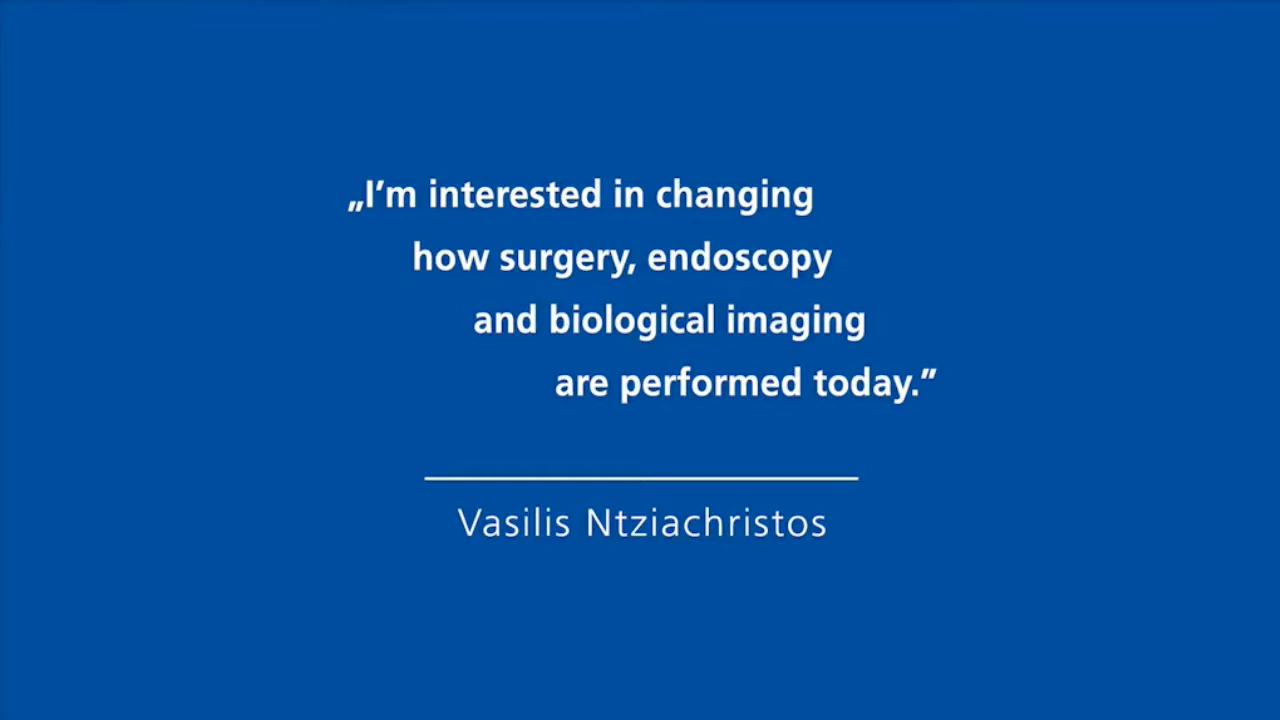 „I’m interested in changing
how surgery, endoscopy
and biological imaging
are performed today.”
Vasilis Ntziachristos